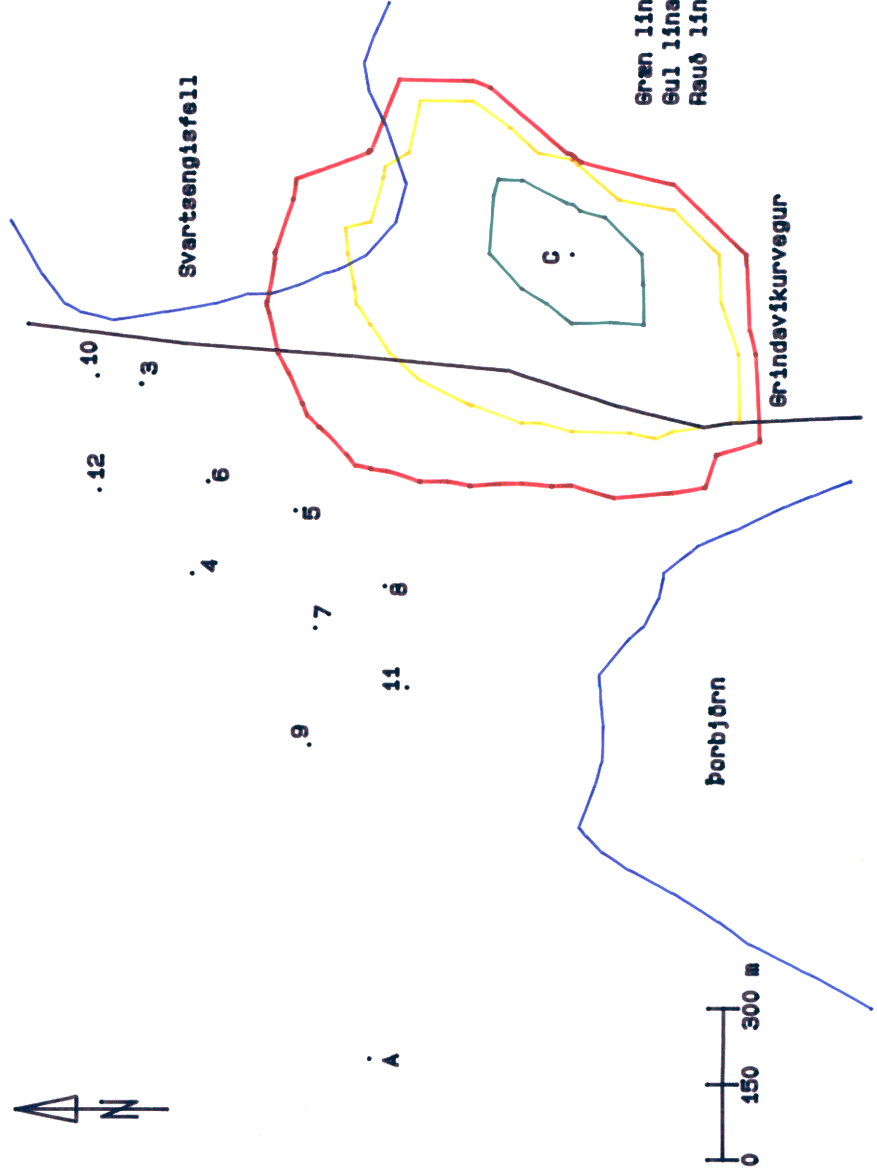 10
12
N
3
Svartsengisfell
4
6
9
5
7
A
11
8
C
Græn lín
Gul lína
Rauð lín
Þorbjörn
0 150 300 m
Grindavíkurvegur